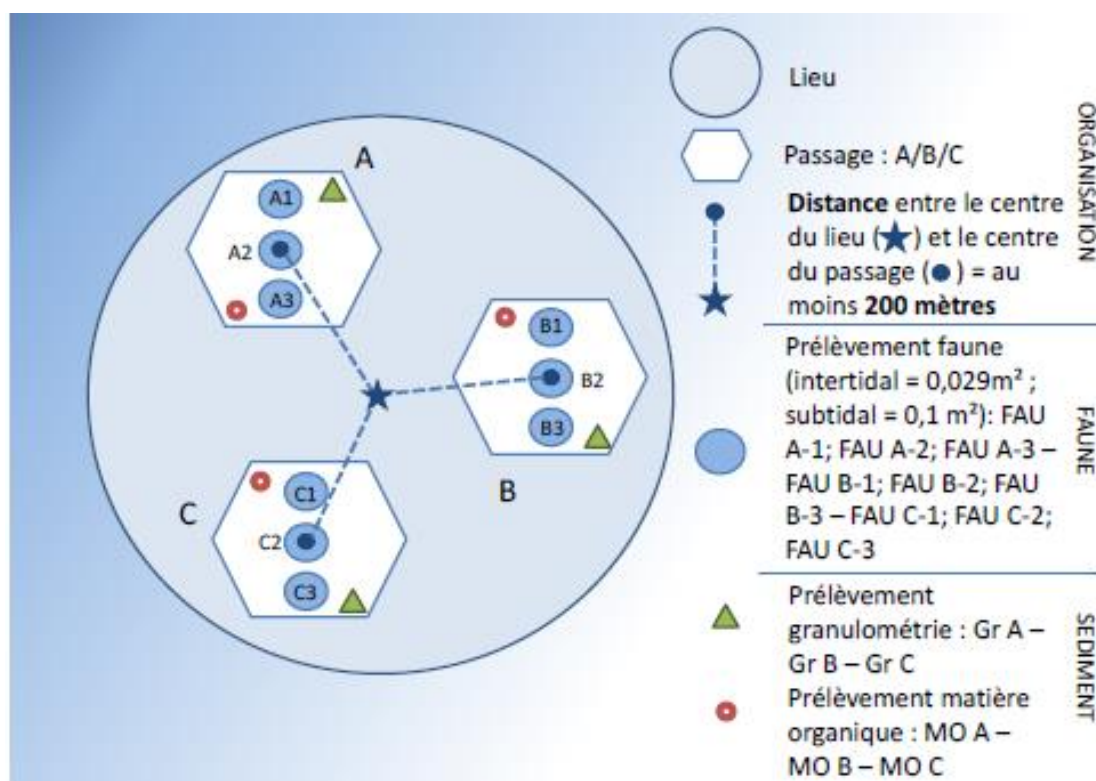 A
A1
A2
A3
B1
B2
B3
B
C
C1
C2
C3
Lieu
Passage : A/B/C
Distance entre le centre
du lieu (★) et le centre
du passage (●) = au
moins 200 mètres
ORGANISATION
Prélèvement faune
(intertidal = 0,029m² ;
subtidal = 0,1 m²): FAU
A-1; FAU A-2; FAU A-3 –
FAU B-1; FAU B-2; FAU
B-3 – FAU C-1; FAU C-2;
FAU C-3
FAUNE
Prélèvement
granulométrie : Gr A –
Gr B – Gr C
Prélèvement matière
organique : MO A –
MO B – MO C
SEDIMENT